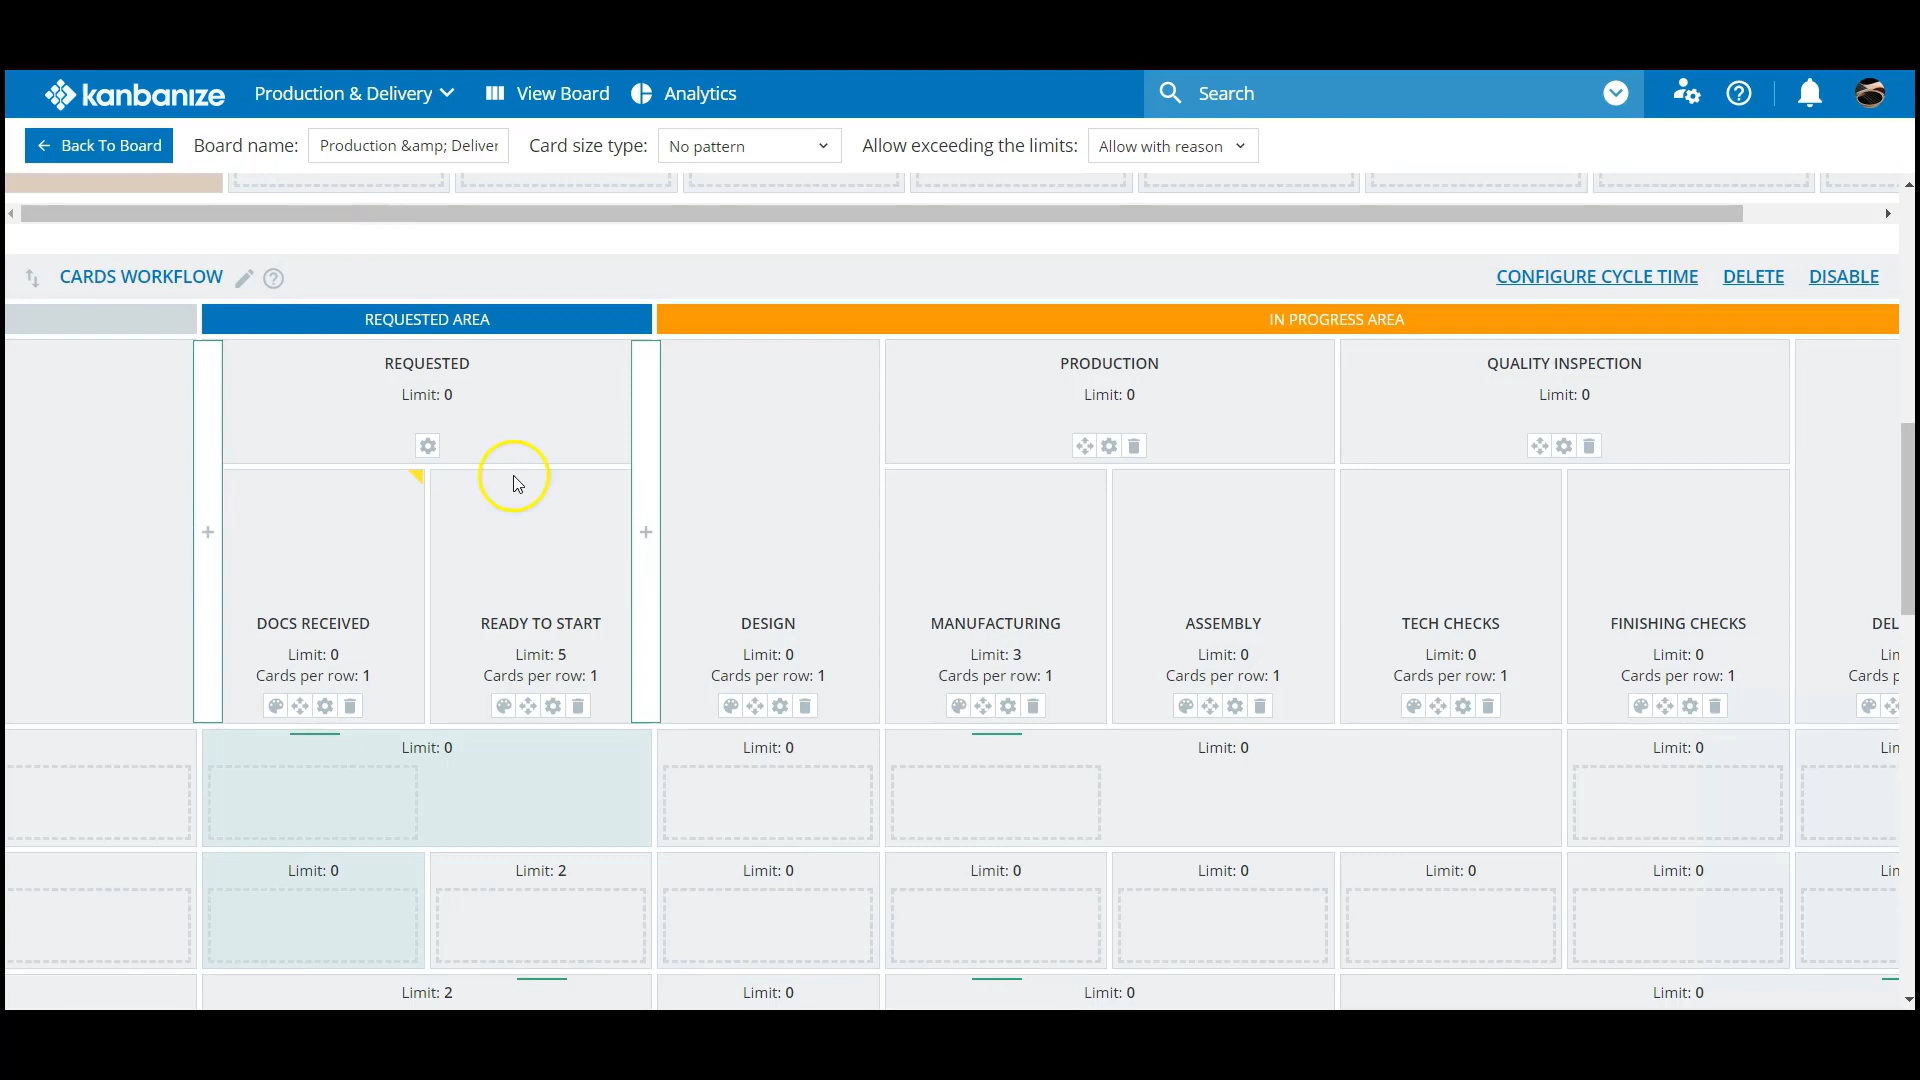 kanbanize Production & Delivery View Board Analytics Search
Back To Board Board name: Production &amp; Deliver Card size type: No pattern Allow exceeding the limits: Allow with reason
CARDS WORKFLOW CONFIGURE CYCLE TIME DELETE DISABLE
REQUESTED AREA IN PROGRESS AREA
REQUESTED PRODUCTION QUALITY INSPECTION
Limit: 0 Limit: 0 Limit: 0
+ +
DOCS RECEIVED READY TO START DESIGN MANUFACTURING ASSEMBLY TECH CHECKS FINISHING CHECKS DEL
Limit: 0 Limit: 5 Limit: 0 Limit: 3 Limit: 0 Limit: 0 Limit: 0 Lin
Cards per row: 1 Cards per row: 1 Cards per row: 1 Cards per row: 1 Cards per row: 1 Cards per row: 1 Cards per row: 1 Cards p
Limit: 0 Limit: 0 Limit: 0 Limit: 0 Lin
Limit: 0 Limit: 2 Limit: 0 Limit: 0 Limit: 0 Limit: 0 Limit: 0 Lin
Limit: 2 Limit: 0 Limit: 0 Limit: 0